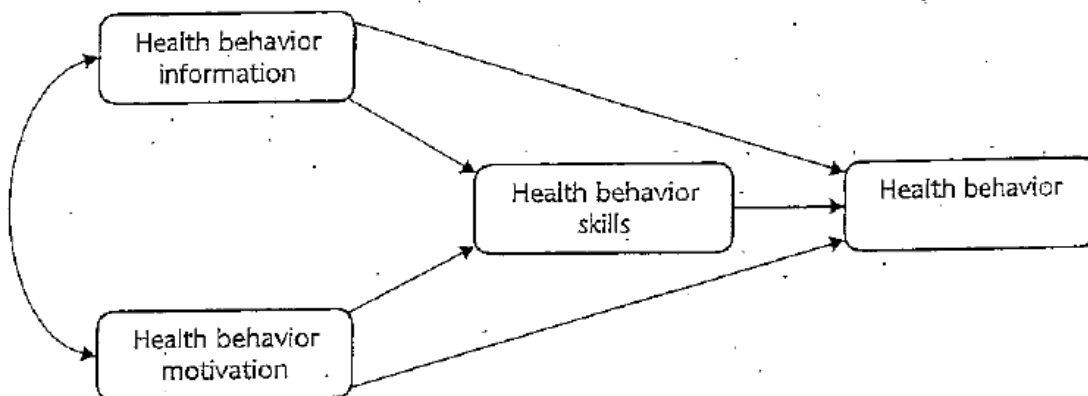 Health behavior
information
Health behavior
skills
Health behavior
Health behavior
motivation